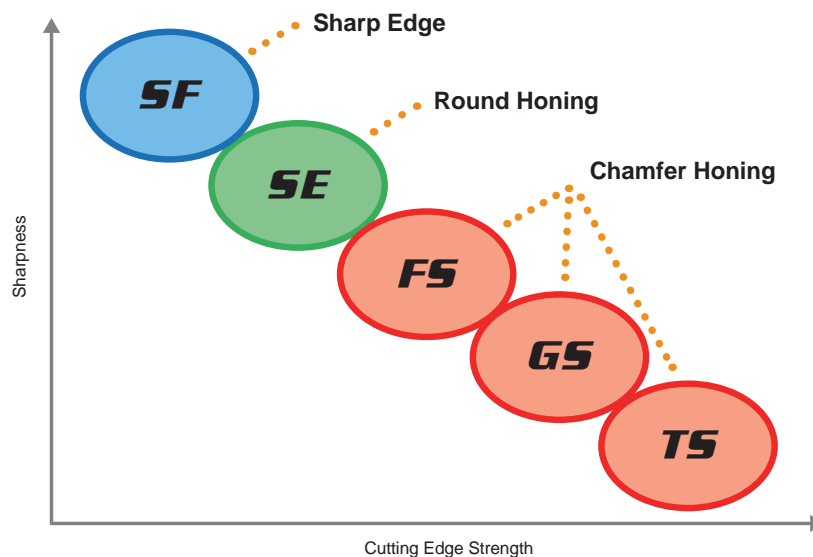 Sharp Edge
SF
Round Honing
SE
Chamfer Honing
Sharpness
FS
GS
TS
Cutting Edge Strength